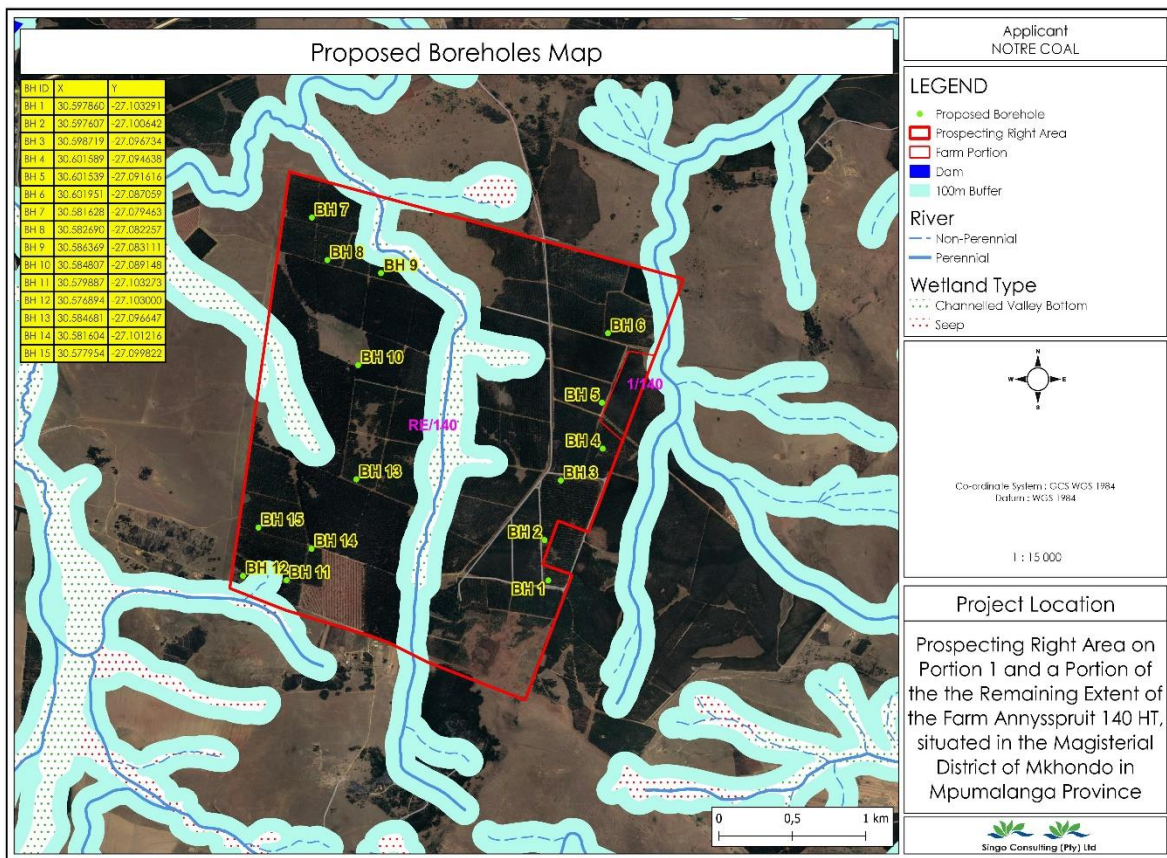 Proposed Boreholes Map
BH ID X Y
BH 1 30.597860 -27.103291
BH 2 30.597607 -27.100642
BH 3 30.598719 -27.096734
BH 4 30.601589 -27.094638
BH 5 30.601539 -27.091616
BH 6 30.601951 -27.087059
BH 7 30.581628 -27.079463
BH 8 30.582690 -27.082257
BH 9 30.586369 -27.083111
BH 10 30.584807 -27.089148
BH 11 30.579887 -27.103273
BH 12 30.576894 -27.103000
BH 13 30.584681 -27.096647
BH 14 30.581604 -27.101216
BH 15 30.577954 -27.099822
BH 7
BH 8
BH 9
BH 6
BH 10
1/140
BH 5
RE/140
BH 4
BH 3
BH 13
BH 15
BH 2
BH 14
BH 12
BH 11
BH 1
0 0,5 1 km
Applicant
NOTRE COAL
LEGEND
Proposed Borehole
Prospecting Right Area
Farm Portion
Dam
100m Buffer
River
Non-Perennial
Perennial
Wetland Type
Channelled Valley Bottom
Seep
N
W E
S
Co-ordinate System : GCS WGS 1984
Datum : WGS 1984
1 : 15 000
Project Location
Prospecting Right Area on
Portion 1 and a Portion of
the the Remaining Extent of
the Farm Annysspruit 140 HT,
situated in the Magisterial
District of Mkhondo in
Mpumalanga Province
Singo Consulting (Pty) Ltd